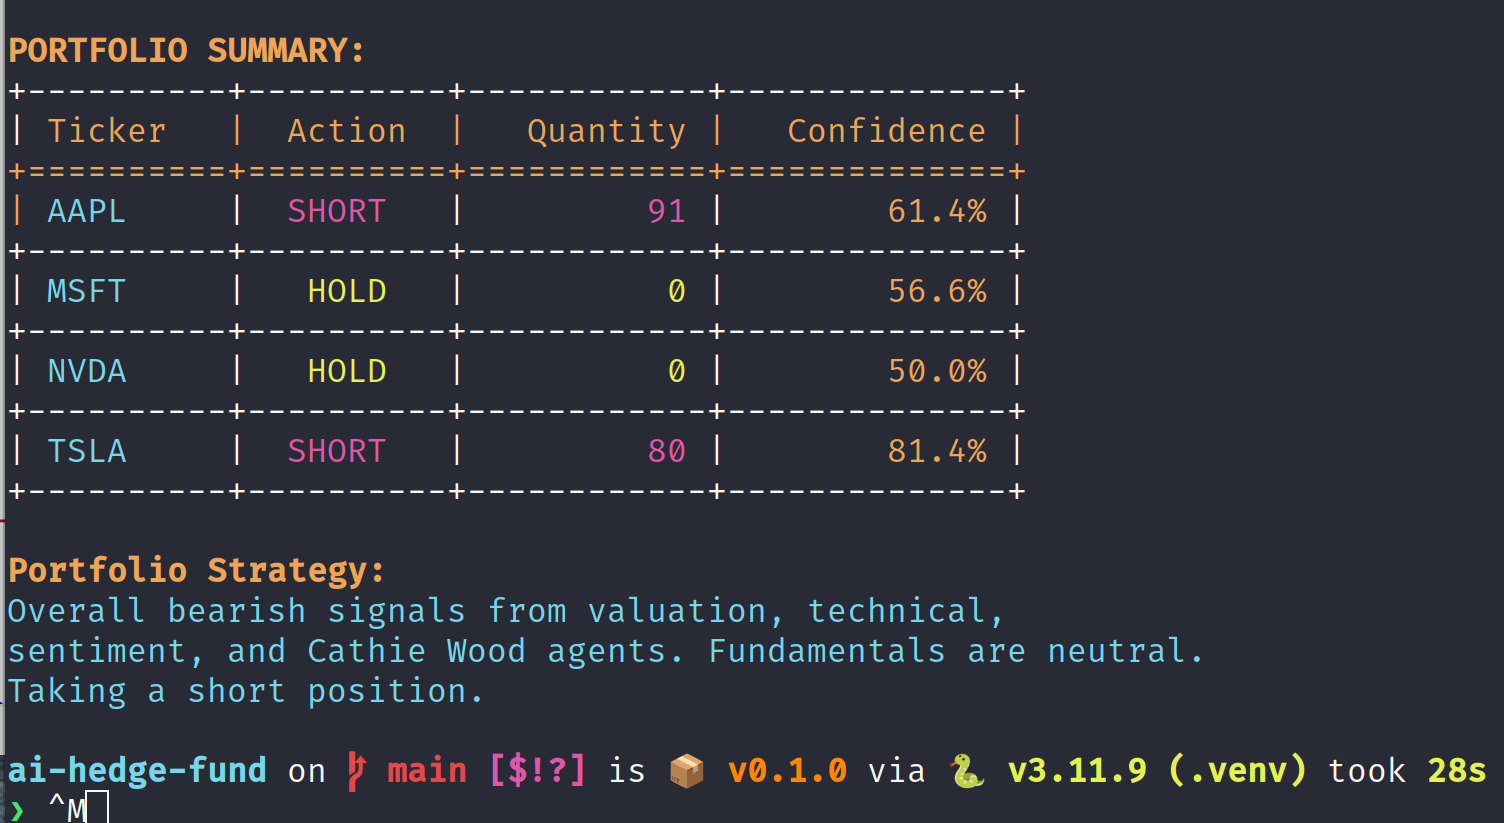 PORTFOLIO SUMMARY:
+----------+----------+------------+--------------+
| Ticker   |  Action  |   Quantity |   Confidence |
+==========+==========+============+==============+
| AAPL     |  SHORT   |         91 |        61.4% |
+----------+----------+------------+--------------+
| MSFT     |   HOLD   |          0 |        56.6% |
+----------+----------+------------+--------------+
| NVDA     |   HOLD   |          0 |        50.0% |
+----------+----------+------------+--------------+
| TSLA     |  SHORT   |         80 |        81.4% |
+----------+----------+------------+--------------+
Portfolio Strategy:
Overall bearish signals from valuation, technical,
sentiment, and Cathie Wood agents. Fundamentals are neutral.
Taking a short position.
ai-hedge-fund on main [$!?] is 📦 v0.1.0 via 🐍 v3.11.9 (.venv) took 28s
❯ ^M